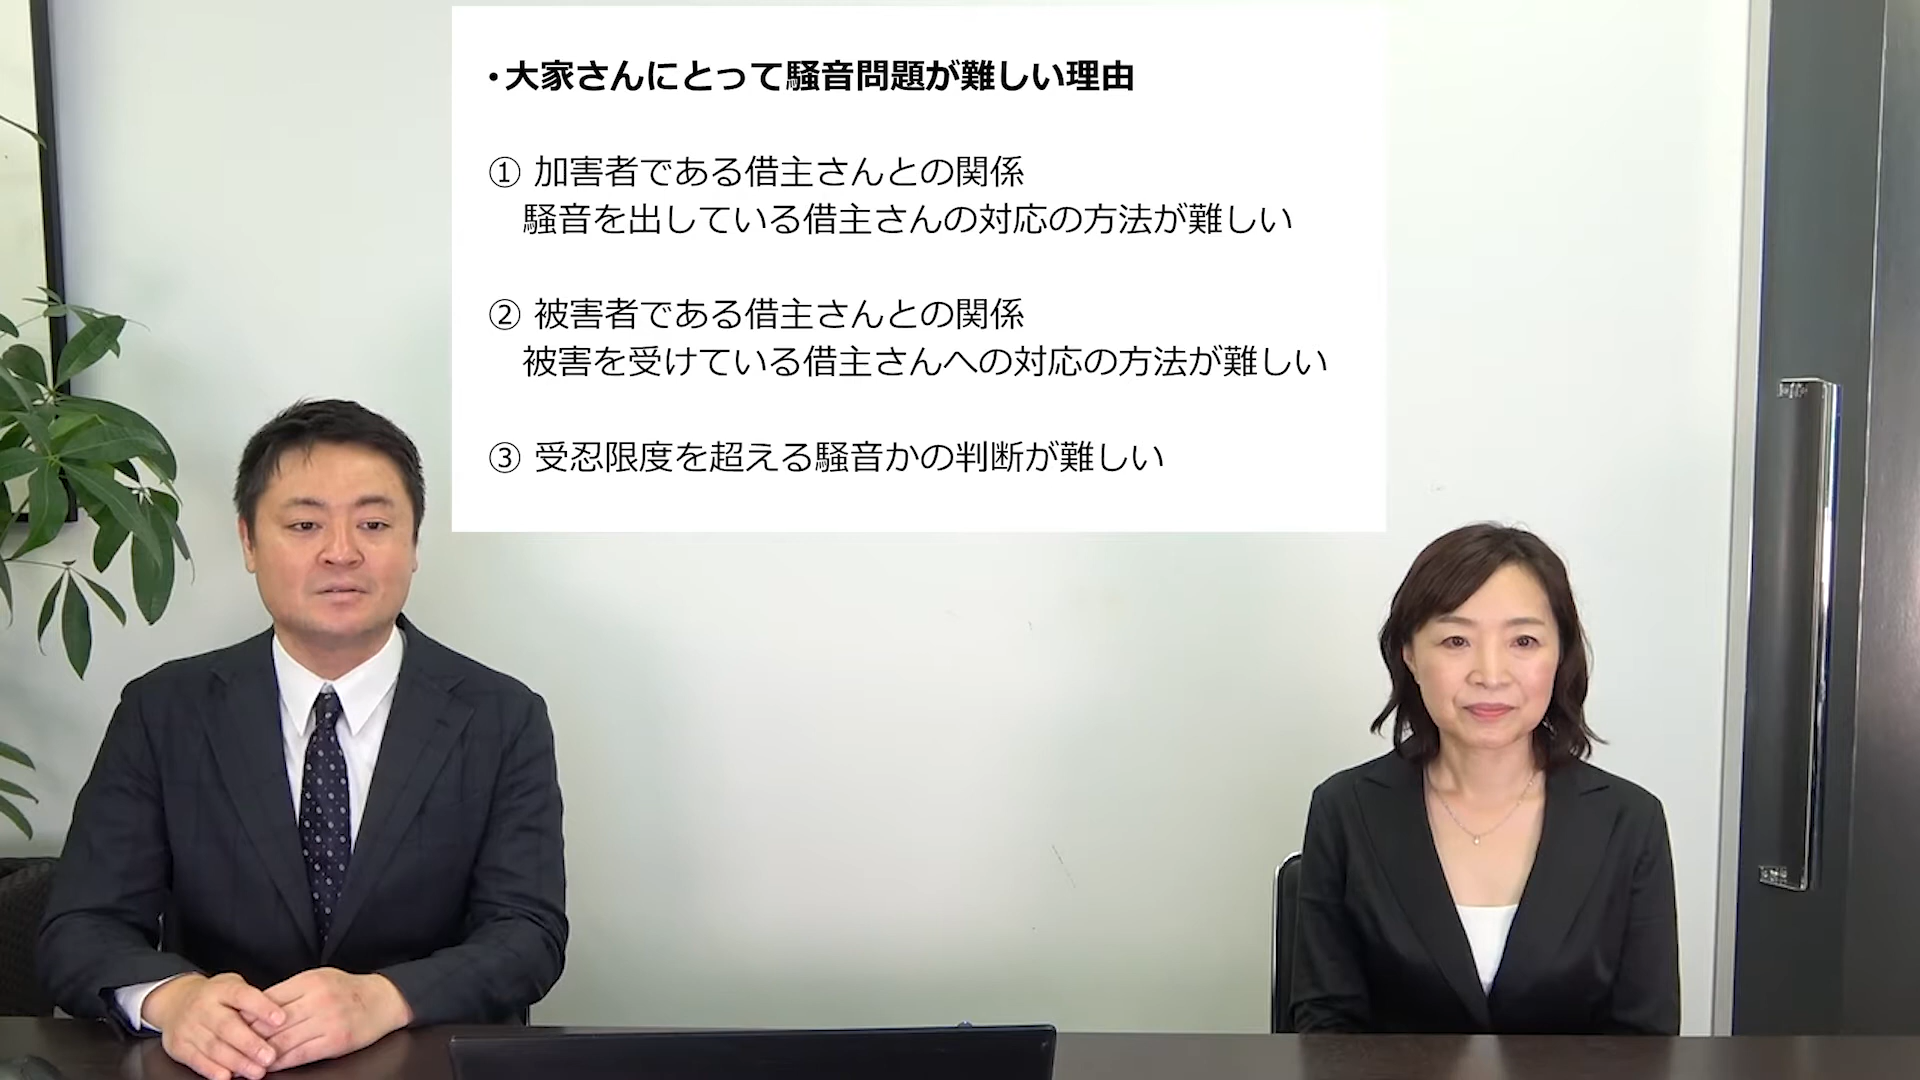 ・大家さんにとって騒音問題が難しい理由
① 加害者である借主さんとの関係
騒音を出している借主さんの対応の方法が難しい
② 被害者である借主さんとの関係
被害を受けている借主さんへの対応の方法が難しい
③ 受忍限度を超える騒音かの判断が難しい